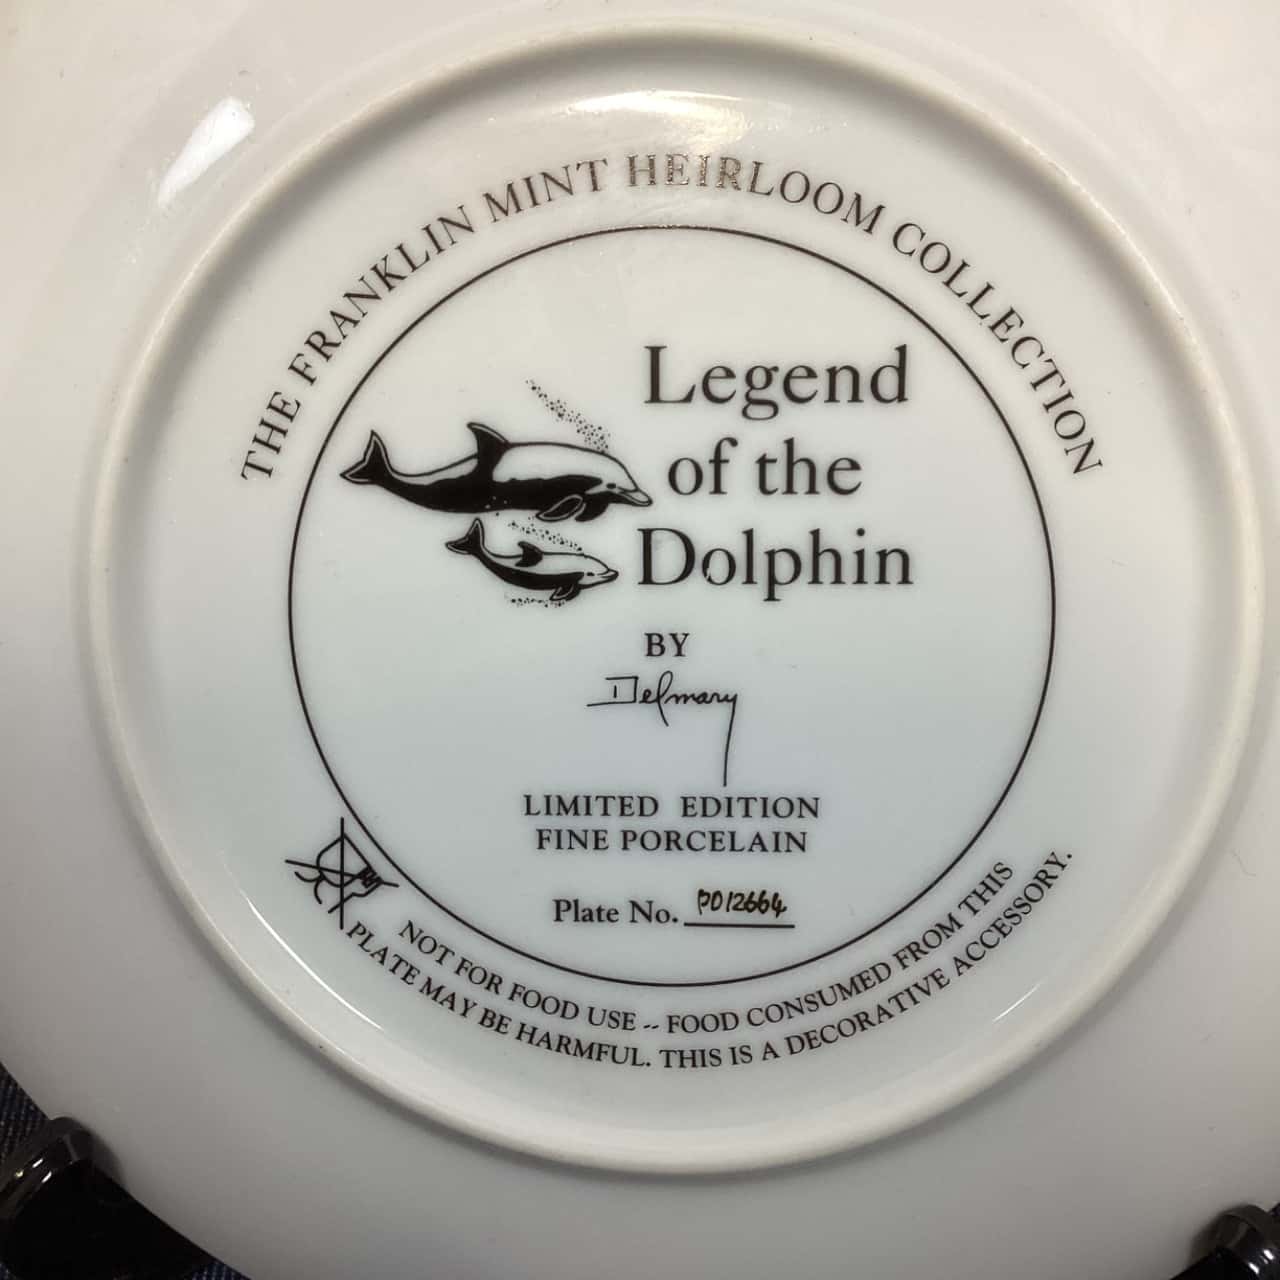 THE FRANKLIN MINT HEIRLOOM COLLECTION
Legend
of the
Dolphin
BY
Delmary
LIMITED EDITION
FINE PORCELAIN
Plate No. PD12664
NOT FOR FOOD USE -- FOOD CONSUMED FROM THIS
PLATE MAY BE HARMFUL. THIS IS A DECORATIVE ACCESSORY.